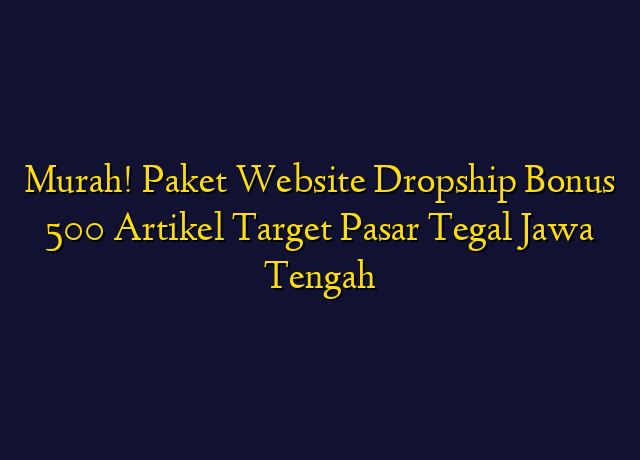 Murah! Paket Website Dropship Bonus
500 Artikel Target Pasar Tegal Jawa
Tengah